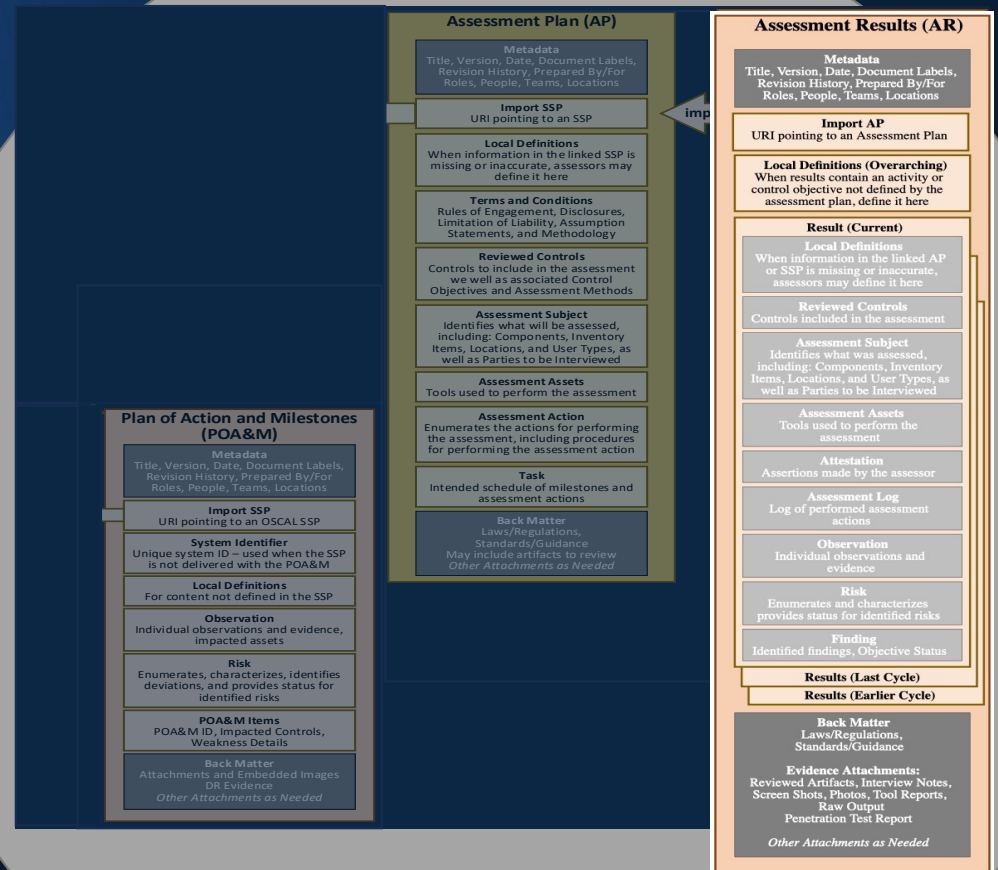 Assessment Plan (AP)
Metadata
Title, Version, Date, Document Labels,
Revision History, Prepared By/For
Roles, People, Teams, Locations
Import SSP
URI pointing to an SSP
Local Definitions
When information in the linked SSP is
missing or inaccurate, assessors may
define it here
Terms and Conditions
Rules of Engagement, Disclosures,
Limitation of Liability, Assumption
Statements, and Methodology
Reviewed Controls
Controls to include in the assessment
we well as associated Control
Objectives and Assessment Methods
Assessment Subject
Identifies what will be assessed,
including: Components, Inventory
Items, Locations, and User Types, as
well as Parties to be Interviewed
Assessment Assets
Tools used to perform the assessment
Assessment Action
Enumerates the actions for performing
the assessment, including procedures
for performing the assessment action
Task
Intended schedule of milestones and
assessment actions
Back Matter
Laws/Regulations,
Standards/Guidance
May include artifacts to review
Other Attachments as Needed
imp
Plan of Action and Milestones
(POA&M)
Metadata
Title, Version, Date, Document Labels,
Revision History, Prepared By/For
Roles, People, Teams, Locations
Import SSP
URI pointing to an OSCAL SSP
System Identifier
Unique system ID – used when the SSP
is not delivered with the POA&M
Local Definitions
For content not defined in the SSP
Observation
Individual observations and evidence,
impacted assets
Risk
Enumerates, characterizes, identifies
deviations, and provides status for
identified risks
POA&M Items
POA&M ID, Impacted Controls,
Weakness Details
Back Matter
Attachments and Embedded Images
DR Evidence
Other Attachments as Needed
Assessment Results (AR)
Metadata
Title, Version, Date, Document Labels,
Revision History, Prepared By/For
Roles, People, Teams, Locations
Import AP
URI pointing to an Assessment Plan
Local Definitions (Overarching)
When results contain an activity or
control objective not defined by the
assessment plan, define it here
Result (Current)
Local Definitions
When information in the linked AP
or SSP is missing or inaccurate,
assessors may define it here
Reviewed Controls
Controls included in the assessment
Assessment Subject
Identifies what was assessed,
including: Components, Inventory
Items, Locations, and User Types, as
well as Parties to be Interviewed
Assessment Assets
Tools used to perform the
assessment
Attestation
Assertions made by the assessor
Assessment Log
Log of performed assessment
actions
Observation
Individual observations and
evidence
Risk
Enumerates and characterizes
provides status for identified risks
Finding
Identified findings, Objective Status
Results (Last Cycle)
Results (Earlier Cycle)
Back Matter
Laws/Regulations,
Standards/Guidance
Evidence Attachments:
Reviewed Artifacts, Interview Notes,
Screen Shots, Photos, Tool Reports,
Raw Output
Penetration Test Report
Other Attachments as Needed